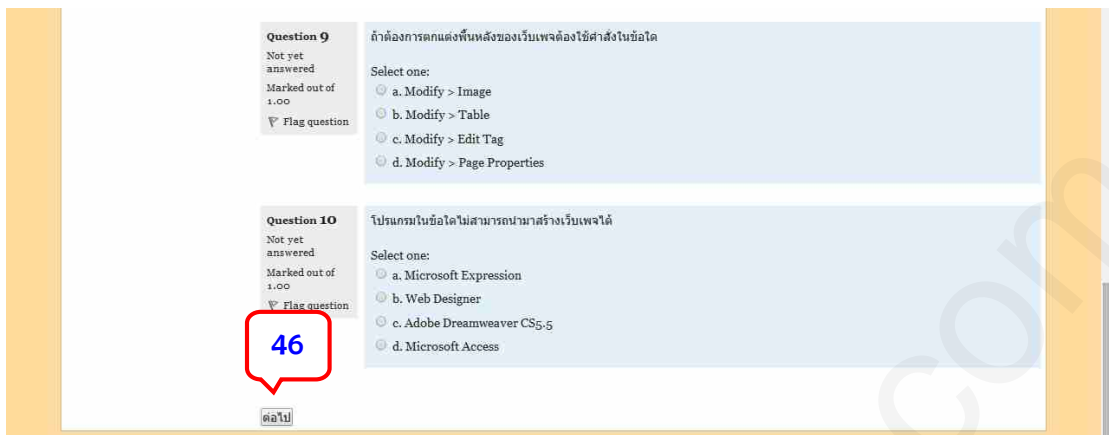 Question 9
Not yet
answered
Marked out of
1.00
Flag question
ถ้าต้องการตกแต่งพื้นหลังของเว็บเพจต้องใช้คำสั่งในข้อใด
Select one:
a. Modify > Image
b. Modify > Table
c. Modify > Edit Tag
d. Modify > Page Properties
Question 10
Not yet
answered
Marked out of
1.00
Flag question
โปรแกรมในข้อใดไม่สามารถนำมาสร้างเว็บเพจได้
Select one:
a. Microsoft Expression
b. Web Designer
c. Adobe Dreamweaver CS5.5
d. Microsoft Access
46
ต่อไป
com